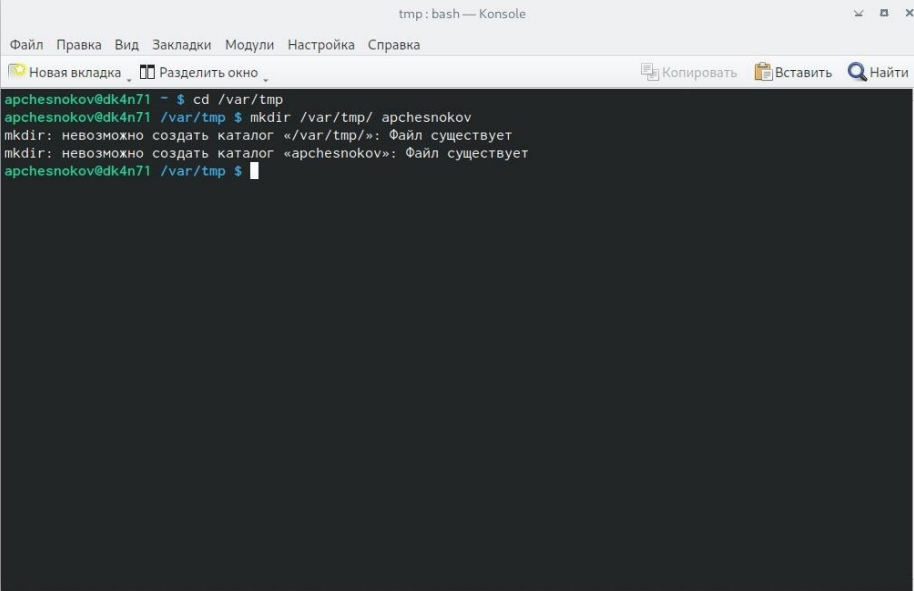 tmp : bash — Konsole
Файл Правка Вид Закладки Модули Настройка Справка
Новая вкладка Разделить окно Копировать Вставить Найти
apchesnokov@dk4n71 ~ $ cd /var/tmp
apchesnokov@dk4n71 /var/tmp $ mkdir /var/tmp/ apchesnokov
mkdir: невозможно создать каталог «/var/tmp/»: Файл существует
mkdir: невозможно создать каталог «apchesnokov»: Файл существует
apchesnokov@dk4n71 /var/tmp $